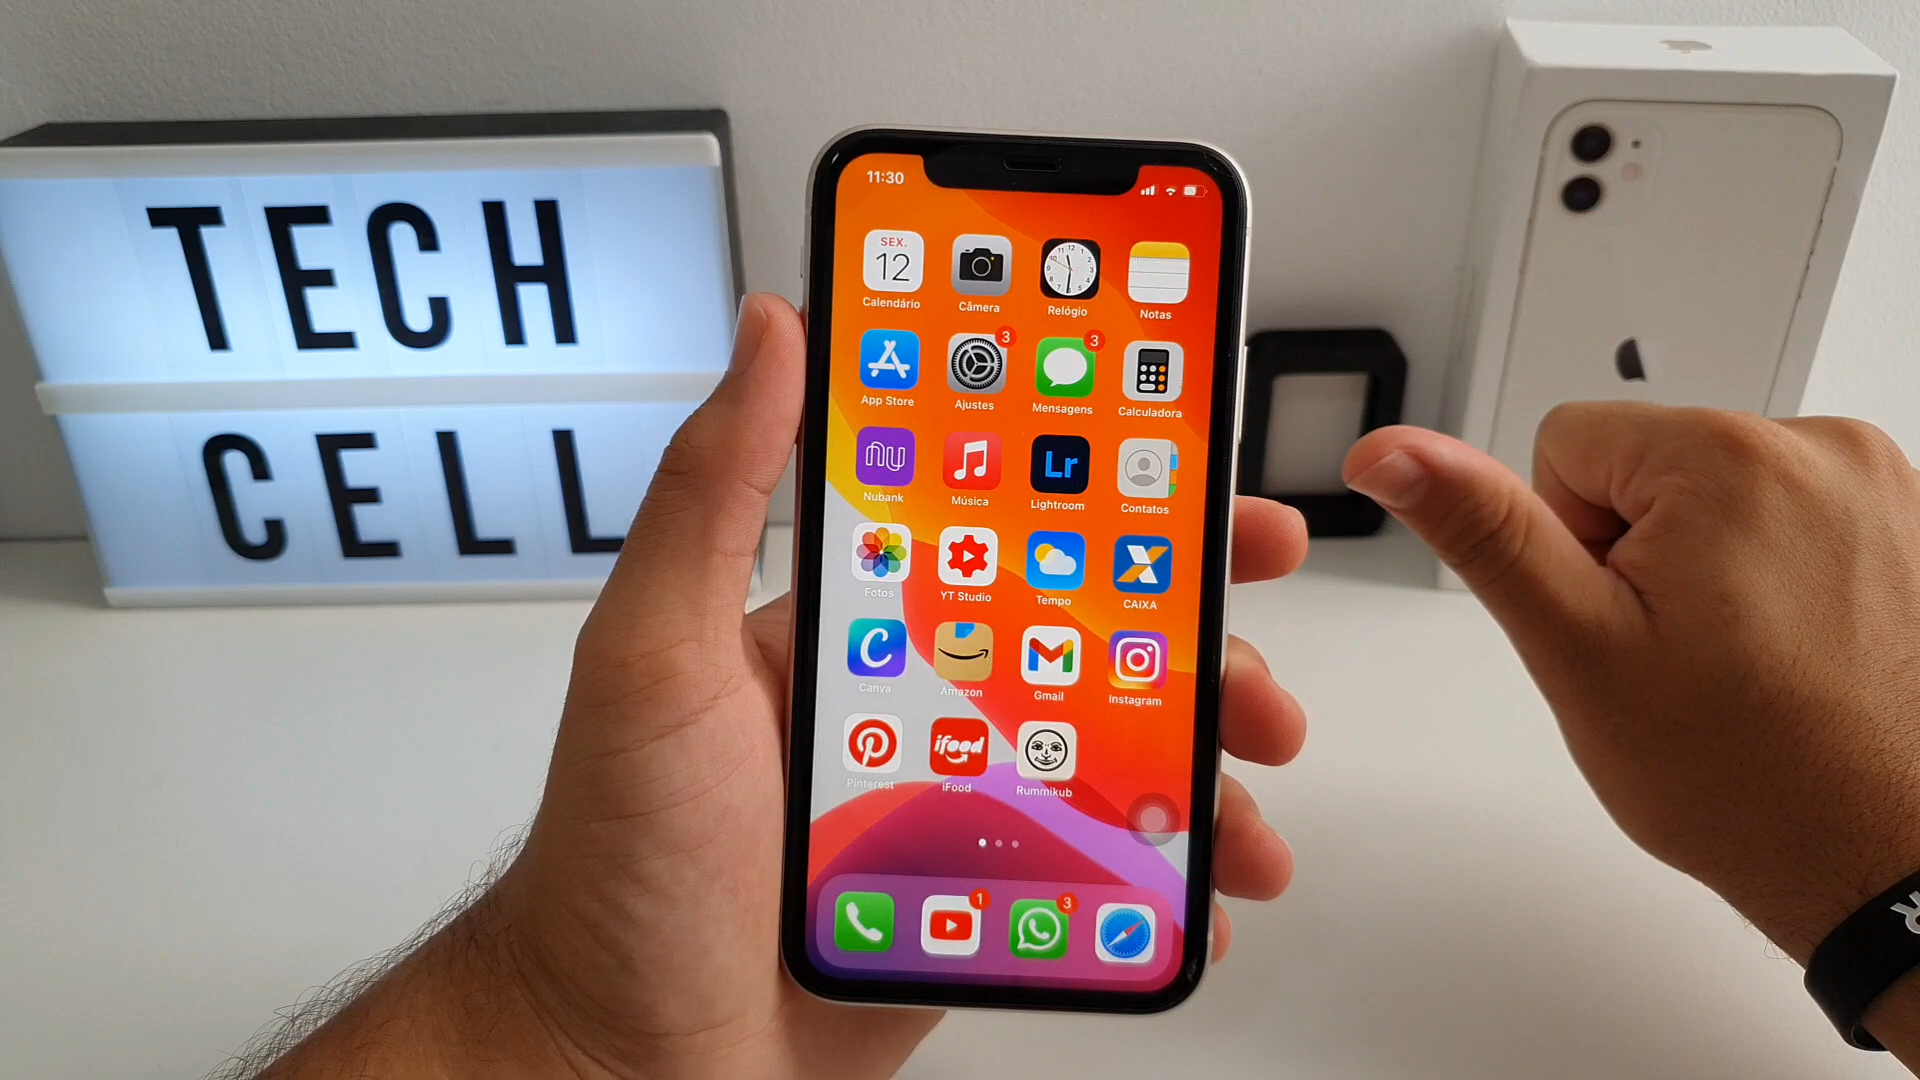 TECH
CELL
11:30
SEX.
12
Calendário
Câmera
Relógio
Notas
3
3
App Store
Ajustes
Mensagens
Calculadora
nu
Lr
Nubank
Música
Lightroom
Contatos
Fotos
YT Studio
Tempo
CAIXA
C
Canva
Amazon
Gmail
Instagram
ifood
Pinterest
iFood
Rummikub
1
3